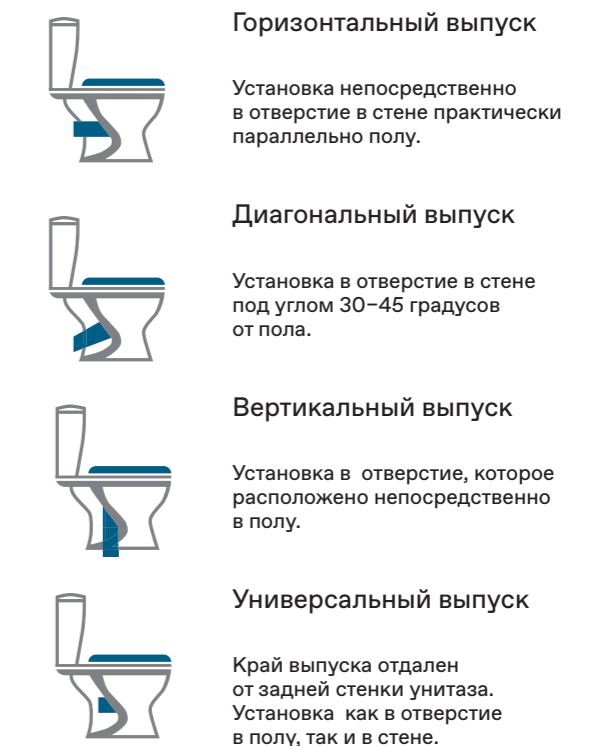 Горизонтальный выпуск
Установка непосредственно
в отверстие в стене практически
параллельно полу.
Диагональный выпуск
Установка в отверстие в стене
под углом 30–45 градусов
от пола.
Вертикальный выпуск
Установка в отверстие, которое
расположено непосредственно
в полу.
Универсальный выпуск
Край выпуска отдален
от задней стенки унитаза.
Установка как в отверстие
в полу, так и в стене.